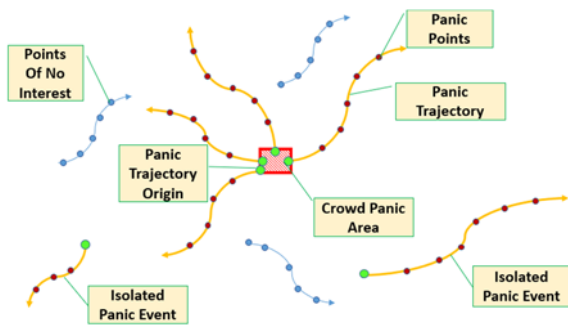 Points
Of No
Interest
Panic
Points
Panic
Trajectory
Panic
Trajectory
Origin
Crowd Panic
Area
Isolated
Panic Event
Isolated
Panic Event